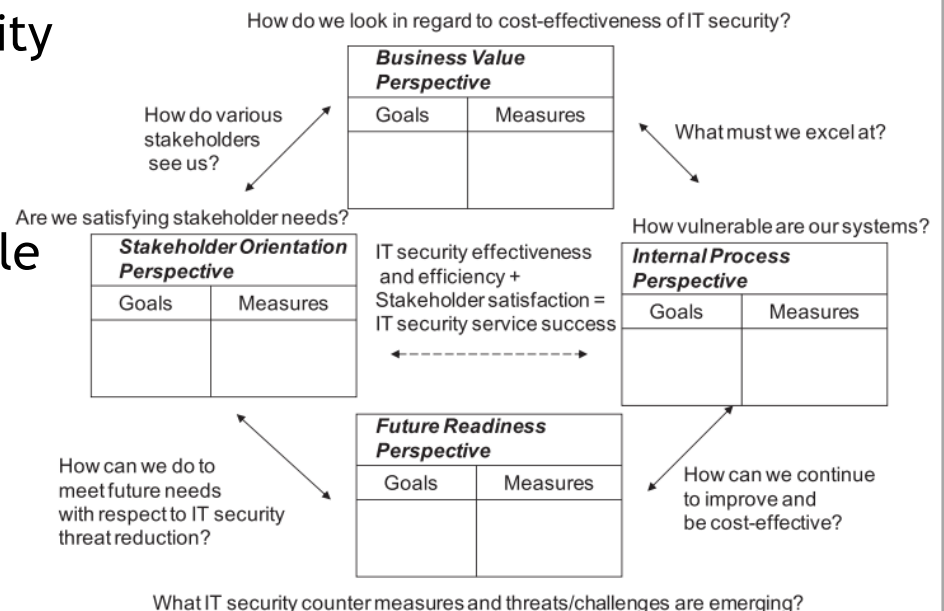 ity
How do we look in regard to cost-effectiveness of IT security?
Business Value
Perspective
Goals
Measures
How do various
stakeholders
see us?
What must we excel at?
Are we satisfying stakeholder needs?
le
Stakeholder Orientation
Perspective
Goals
Measures
IT security effectiveness
and efficiency +
Stakeholder satisfaction =
IT security service success
How vulnerable are our systems?
Internal Process
Perspective
Goals
Measures
Future Readiness
Perspective
Goals
Measures
How can we do to
meet future needs
with respect to IT security
threat reduction?
How can we continue
to improve and
be cost-effective?
What IT security counter measures and threats/challenges are emerging?